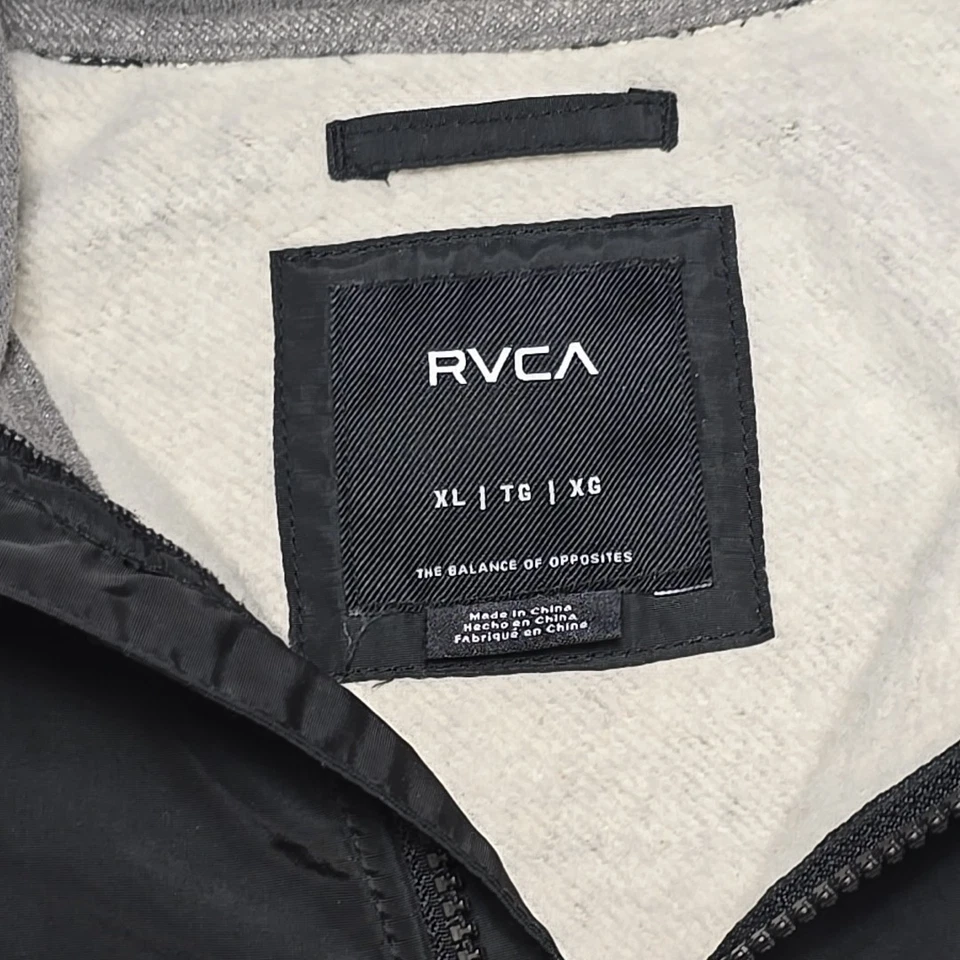 RVCA
XL | TG | XG
THE BALANCE OF OPPOSITES
Made in China
Hecho en China
Fabriqué en Chine